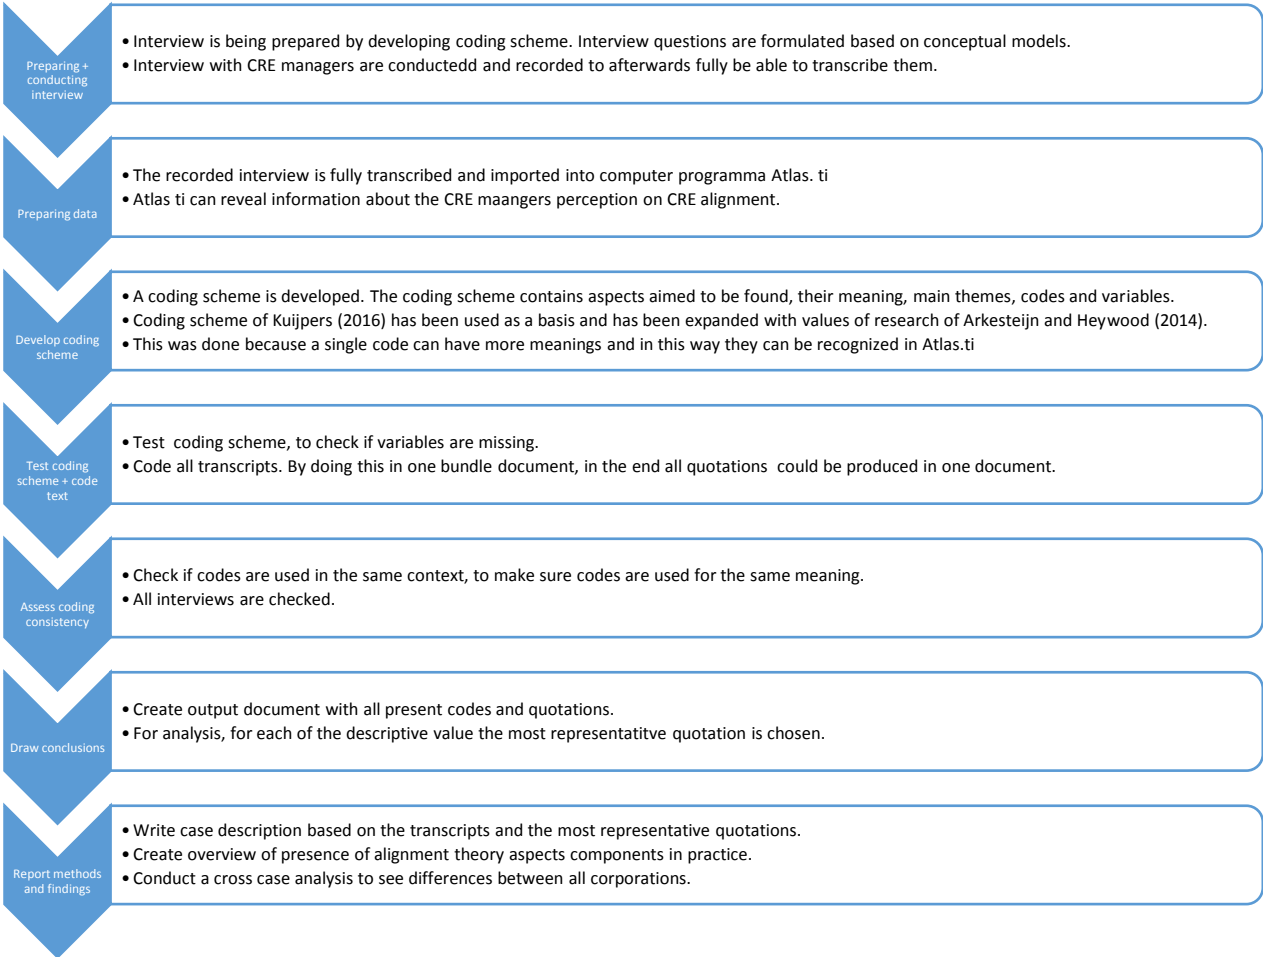 Preparing +
conducting
interview
• Interview is being prepared by developing coding scheme. Interview questions are formulated based on conceptual models.
• Interview with CRE managers are conductedd and recorded to afterwards fully be able to transcribe them.
Preparing data
• The recorded interview is fully transcribed and imported into computer programma Atlas. ti
• Atlas ti can reveal information about the CRE maangers perception on CRE alignment.
Develop coding
scheme
• A coding scheme is developed. The coding scheme contains aspects aimed to be found, their meaning, main themes, codes and variables.
• Coding scheme of Kuijpers (2016) has been used as a basis and has been expanded with values of research of Arkesteijn and Heywood (2014).
• This was done because a single code can have more meanings and in this way they can be recognized in Atlas.ti
Test coding
scheme + code
text
• Test coding scheme, to check if variables are missing.
• Code all transcripts. By doing this in one bundle document, in the end all quotations could be produced in one document.
Assess coding
consistency
• Check if codes are used in the same context, to make sure codes are used for the same meaning.
• All interviews are checked.
Draw conclusions
• Create output document with all present codes and quotations.
• For analysis, for each of the descriptive value the most representatitve quotation is chosen.
Report methods
and findings
• Write case description based on the transcripts and the most representative quotations.
• Create overview of presence of alignment theory aspects components in practice.
• Conduct a cross case analysis to see differences between all corporations.